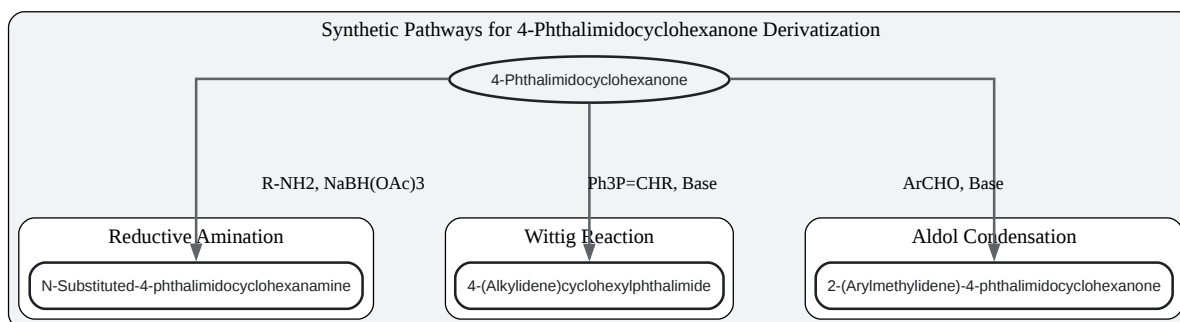 Synthetic Pathways for 4-Phthalimidocyclohexanone Derivatization
4-Phthalimidocyclohexanone
R-NH2, NaBH(OAc)3
Ph3P=CHR, Base
ArCHO, Base
Reductive Amination
Wittig Reaction
Aldol Condensation
N-Substituted-4-phthalimidocyclohexanamine
4-(Alkylidene)cyclohexylphthalimide
2-(Arylmethylidene)-4-phthalimidocyclohexanone